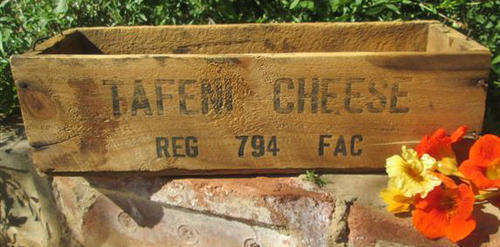 TAFENI CHEESE
REG 794 FAC